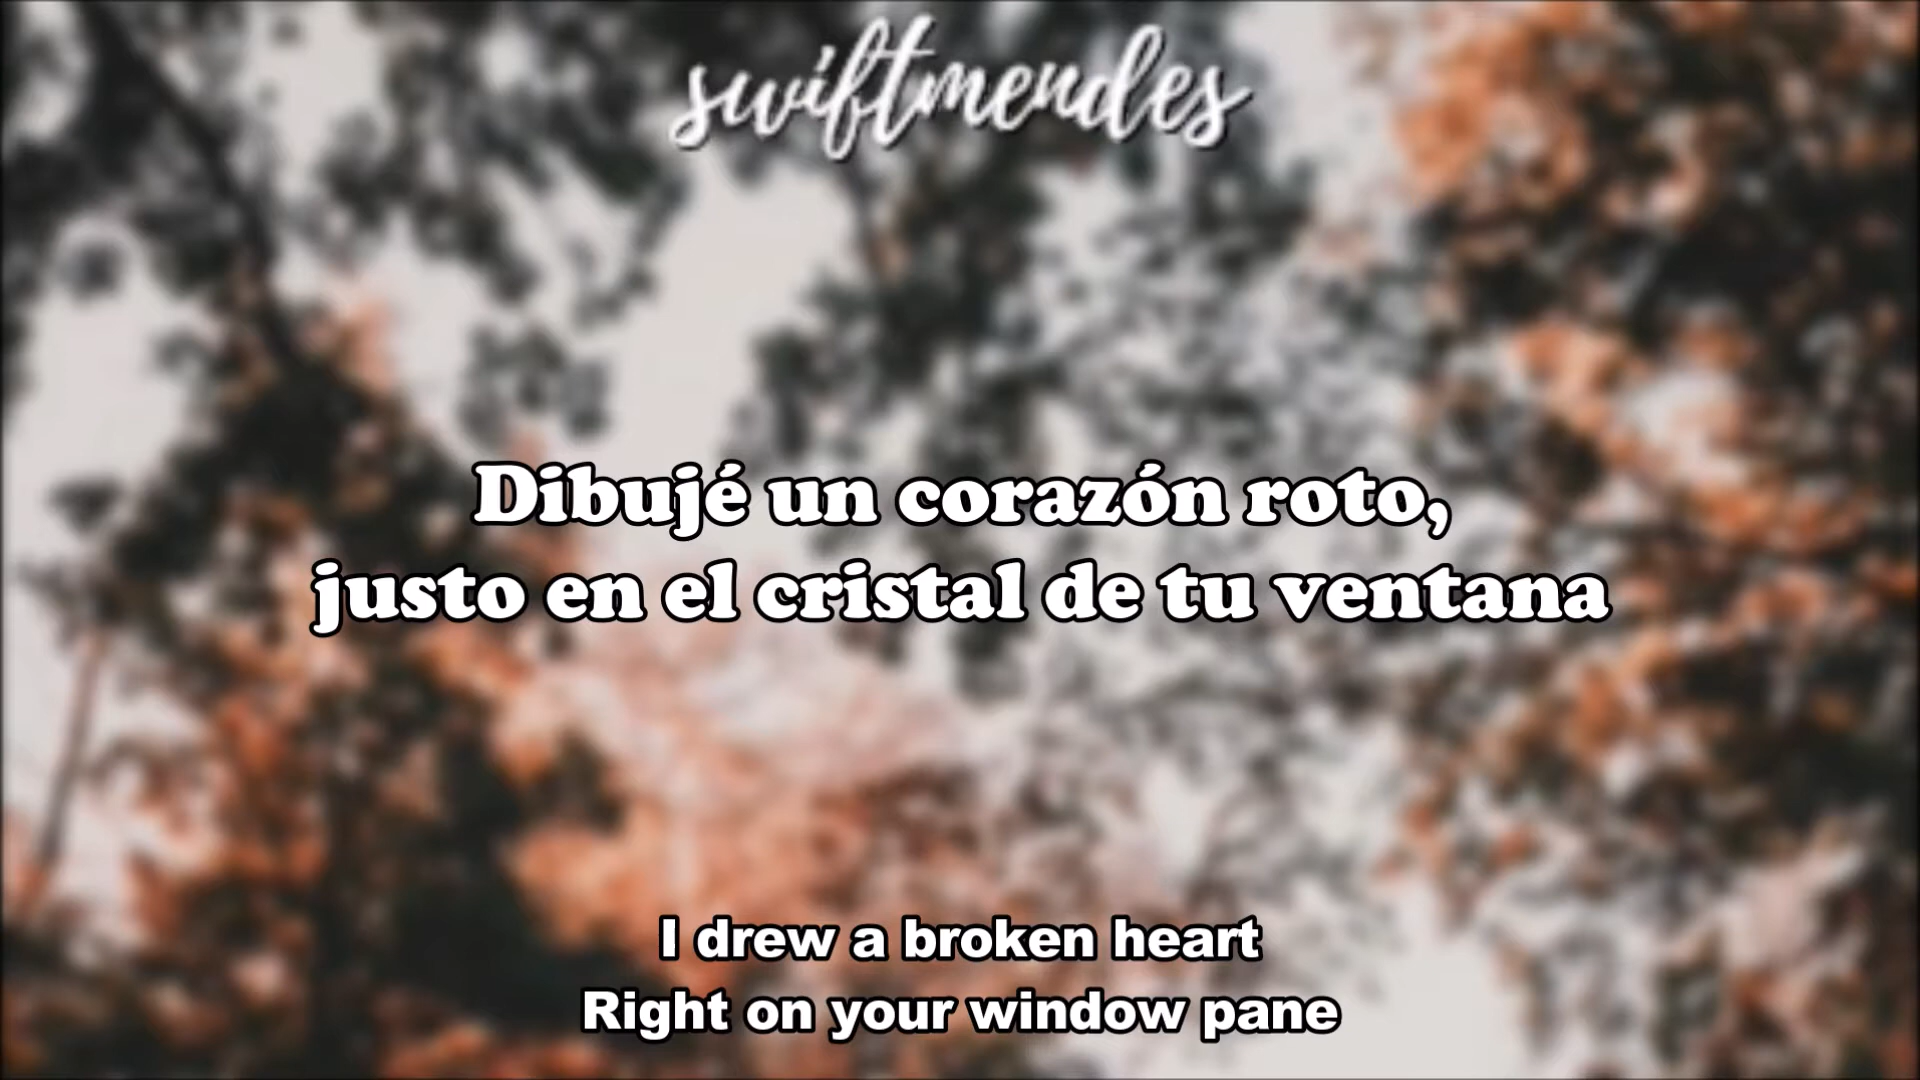 swiftmendes
Dibujé un corazón roto,
justo en el cristal de tu ventana
I drew a broken heart
Right on your window pane